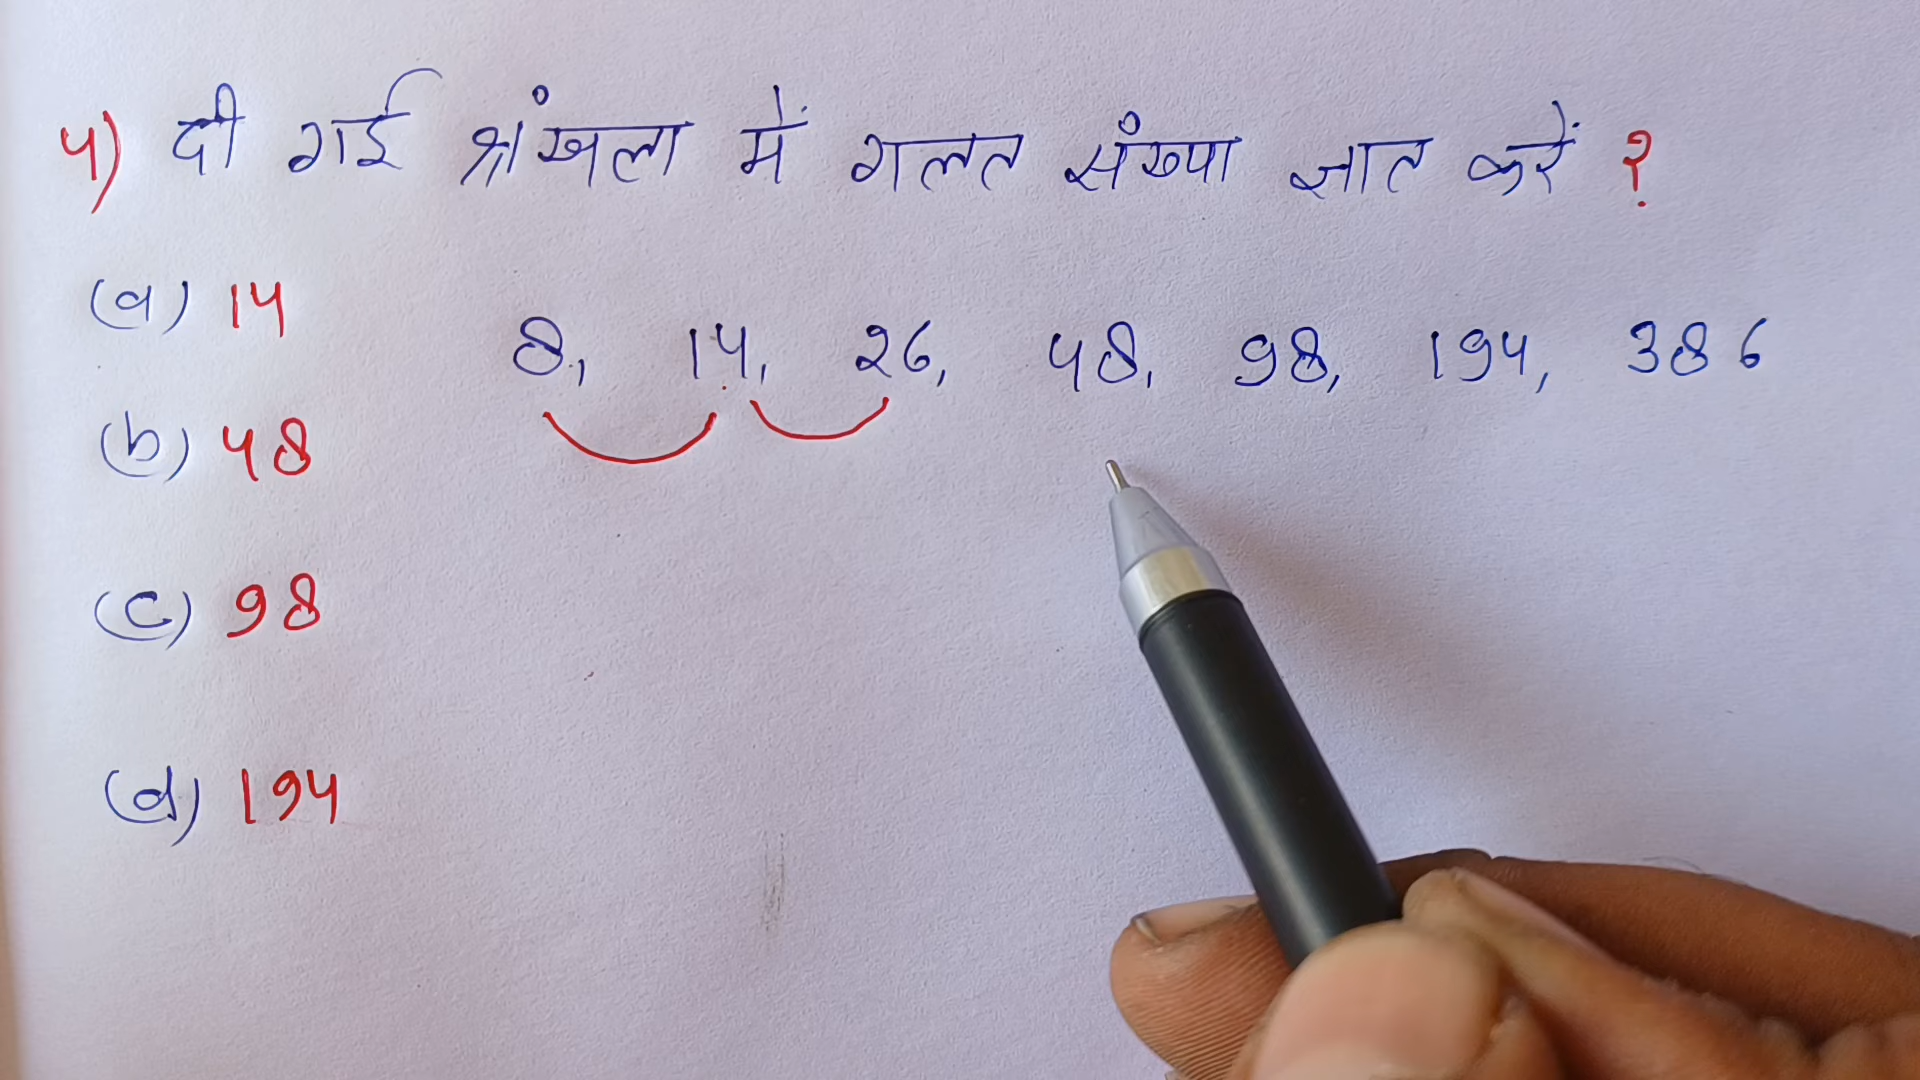 4) दी गई श्रंखला में गलत संख्या ज्ञात करें ?
(a) 14
8, 14, 26, 48, 98, 194, 386
(b) 48
(c) 98
(d) 194